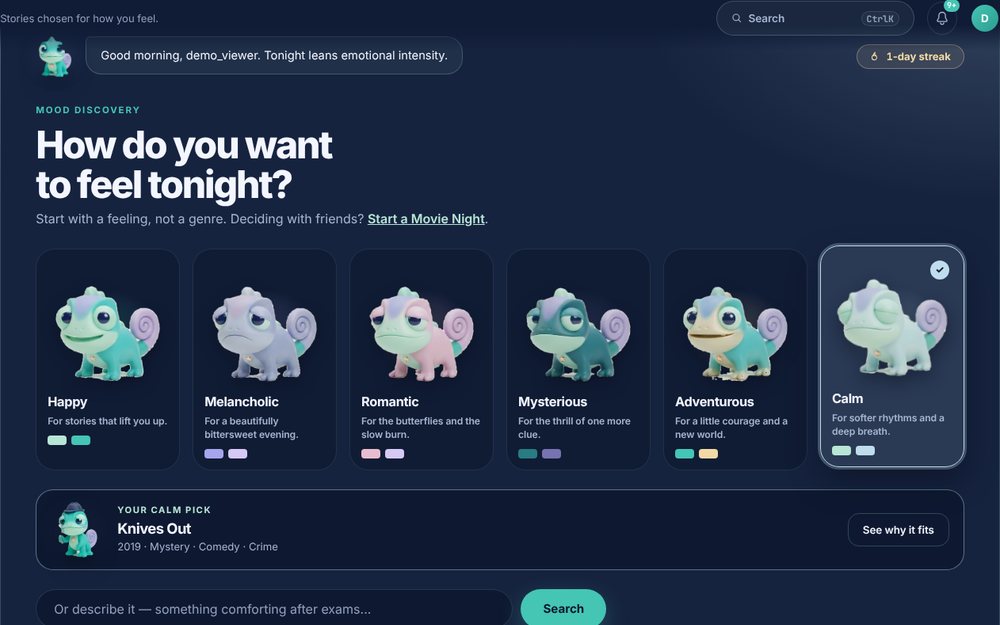 Stories chosen for how you feel.
Search
CtrlK
9+
D
Good morning, demo_viewer. Tonight leans emotional intensity.
1-day streak
MOOD DISCOVERY
How do you want
to feel tonight?
Start with a feeling, not a genre. Deciding with friends? Start a Movie Night.
Happy
For stories that lift you up.
Melancholic
For a beautifully
bittersweet evening.
Romantic
For the butterflies and the
slow burn.
Mysterious
For the thrill of one more
clue.
Adventurous
For a little courage and a
new world.
Calm
For softer rhythms and a
deep breath.
YOUR CALM PICK
Knives Out
2019 · Mystery · Comedy · Crime
See why it fits
Or describe it — something comforting after exams...
Search